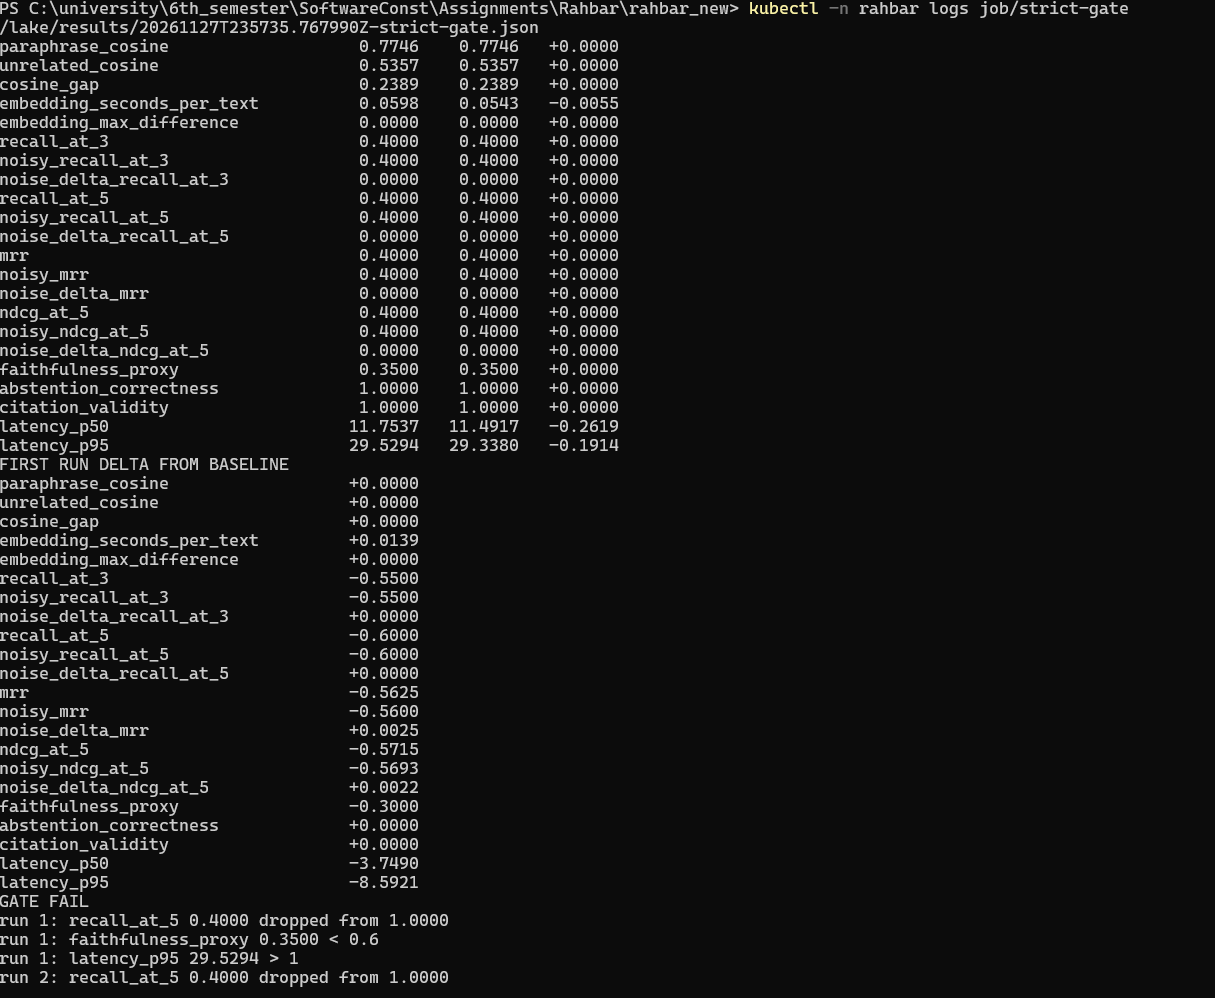 PS C:\university\6th_semester\SoftwareConst\Assignments\Rahbar\rahbar_new> kubectl -n rahbar logs job/strict-gate
/lake/results/20261127T235735.767990Z-strict-gate.json
paraphrase_cosine 0.7746 0.7746 +0.0000
unrelated_cosine 0.5357 0.5357 +0.0000
cosine_gap 0.2389 0.2389 +0.0000
embedding_seconds_per_text 0.0598 0.0543 -0.0055
embedding_max_difference 0.0000 0.0000 +0.0000
recall_at_3 0.4000 0.4000 +0.0000
noisy_recall_at_3 0.4000 0.4000 +0.0000
noise_delta_recall_at_3 0.0000 0.0000 +0.0000
recall_at_5 0.4000 0.4000 +0.0000
noisy_recall_at_5 0.4000 0.4000 +0.0000
noise_delta_recall_at_5 0.0000 0.0000 +0.0000
mrr 0.4000 0.4000 +0.0000
noisy_mrr 0.4000 0.4000 +0.0000
noise_delta_mrr 0.0000 0.0000 +0.0000
ndcg_at_5 0.4000 0.4000 +0.0000
noisy_ndcg_at_5 0.4000 0.4000 +0.0000
noise_delta_ndcg_at_5 0.0000 0.0000 +0.0000
faithfulness_proxy 0.3500 0.3500 +0.0000
abstention_correctness 1.0000 1.0000 +0.0000
citation_validity 1.0000 1.0000 +0.0000
latency_p50 11.7537 11.4917 -0.2619
latency_p95 29.5294 29.3380 -0.1914
FIRST RUN DELTA FROM BASELINE
paraphrase_cosine +0.0000
unrelated_cosine +0.0000
cosine_gap +0.0000
embedding_seconds_per_text +0.0139
embedding_max_difference +0.0000
recall_at_3 -0.5500
noisy_recall_at_3 -0.5500
noise_delta_recall_at_3 +0.0000
recall_at_5 -0.6000
noisy_recall_at_5 -0.6000
noise_delta_recall_at_5 +0.0000
mrr -0.5625
noisy_mrr -0.5600
noise_delta_mrr +0.0025
ndcg_at_5 -0.5715
noisy_ndcg_at_5 -0.5693
noise_delta_ndcg_at_5 +0.0022
faithfulness_proxy -0.3000
abstention_correctness +0.0000
citation_validity +0.0000
latency_p50 -3.7490
latency_p95 -8.5921
GATE FAIL
run 1: recall_at_5 0.4000 dropped from 1.0000
run 1: faithfulness_proxy 0.3500 < 0.6
run 1: latency_p95 29.5294 > 1
run 2: recall_at_5 0.4000 dropped from 1.0000